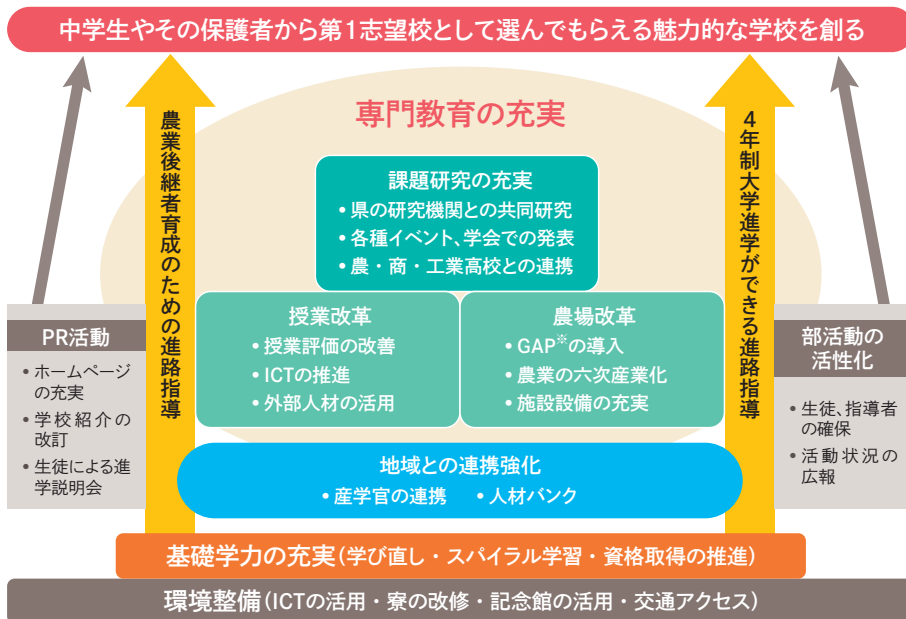 中学生やその保護者から第1志望校として選んでもらえる魅力的な学校を創る
専門教育の充実
農業後継者育成のための進路指導
4年制大学進学ができる進路指導
課題研究の充実
• 県の研究機関との共同研究
• 各種イベント、学会での発表
• 農・商・工業高校との連携
授業改革
• 授業評価の改善
• ICTの推進
• 外部人材の活用
農場改革
• GAP※の導入
• 農業の六次産業化
• 施設設備の充実
PR活動
• ホームページ
の充実
• 学校紹介の
改訂
• 生徒による進
学説明会
部活動の
活性化
• 生徒、指導者
の確保
• 活動状況の
広報
地域との連携強化
• 産学官の連携 • 人材バンク
基礎学力の充実(学び直し・スパイラル学習・資格取得の推進)
環境整備(ICTの活用・寮の改修・記念館の活用・交通アクセス)